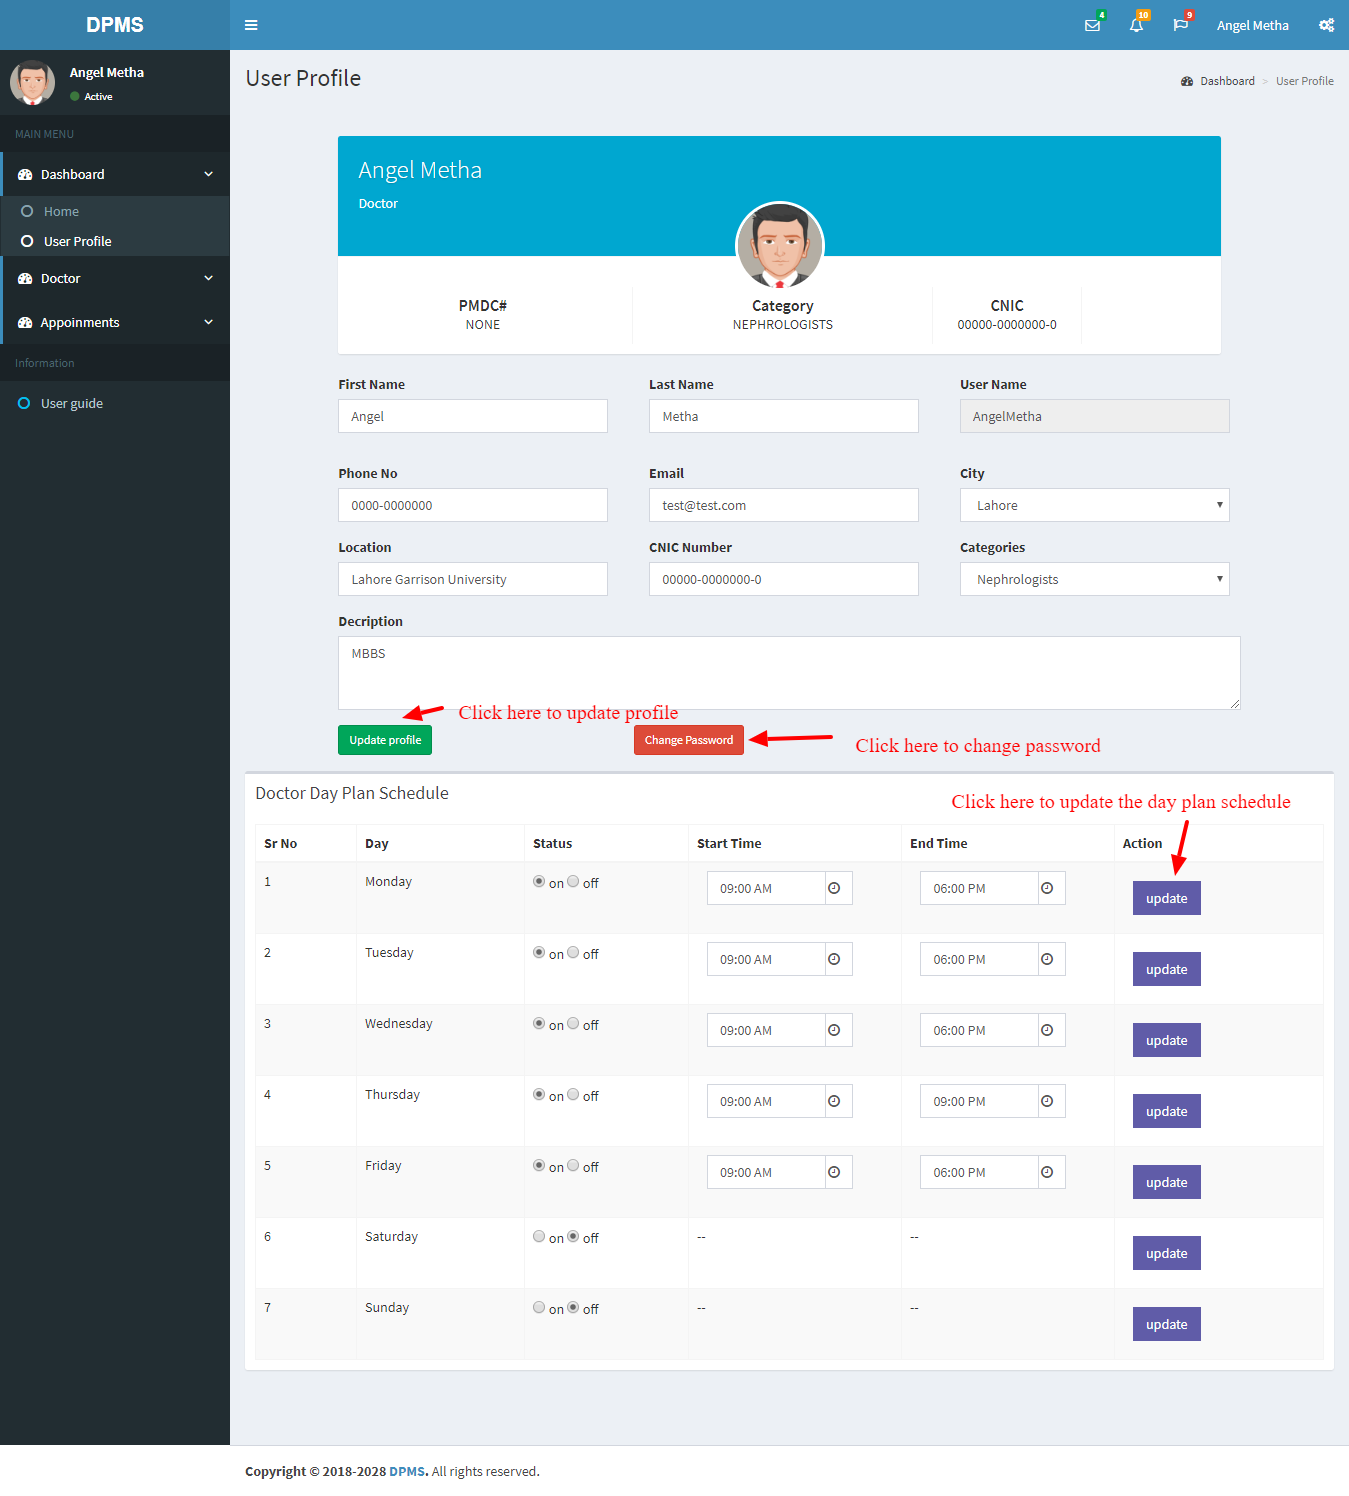 DPMS
4 10 9 Angel Metha
Angel Metha
Active
User Profile
Dashboard > User Profile
MAIN MENU
Dashboard
Home
User Profile
Doctor
Appoinments
Information
User guide
Angel Metha
Doctor
PMDC# Category CNIC
NONE NEPHROLOGISTS 00000-0000000-0
First Name Last Name User Name
Angel Metha AngelMetha
Phone No Email City
0000-0000000 test@test.com Lahore
Location CNIC Number Categories
Lahore Garrison University 00000-0000000-0 Nephrologists
Decription
MBBS
Click here to update profile
Update profile Change Password Click here to change password
Doctor Day Plan Schedule
Click here to update the day plan schedule
Sr No Day Status Start Time End Time Action
1 Monday on off 09:00 AM 06:00 PM update
2 Tuesday on off 09:00 AM 06:00 PM update
3 Wednesday on off 09:00 AM 06:00 PM update
4 Thursday on off 09:00 AM 09:00 PM update
5 Friday on off 09:00 AM 06:00 PM update
6 Saturday on off -- -- update
7 Sunday on off -- -- update
Copyright © 2018-2028 DPMS. All rights reserved.